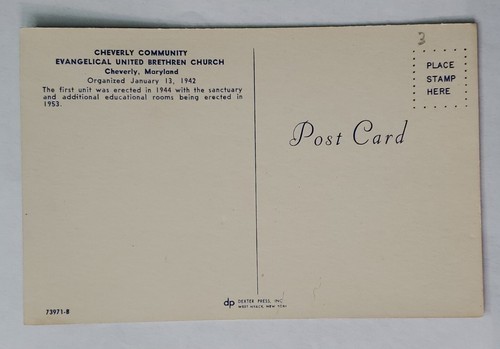 CHEVERLY COMMUNITY
EVANGELICAL UNITED BRETHREN CHURCH
Cheverly, Maryland
Organized January 13, 1942
The first unit was erected in 1944 with the sanctuary
and additional educational rooms being erected in
1953.
3
PLACE
STAMP
HERE
Post Card
73971-B
dp DEXTER PRESS, INC.
WEST NYACK, NEW YORK